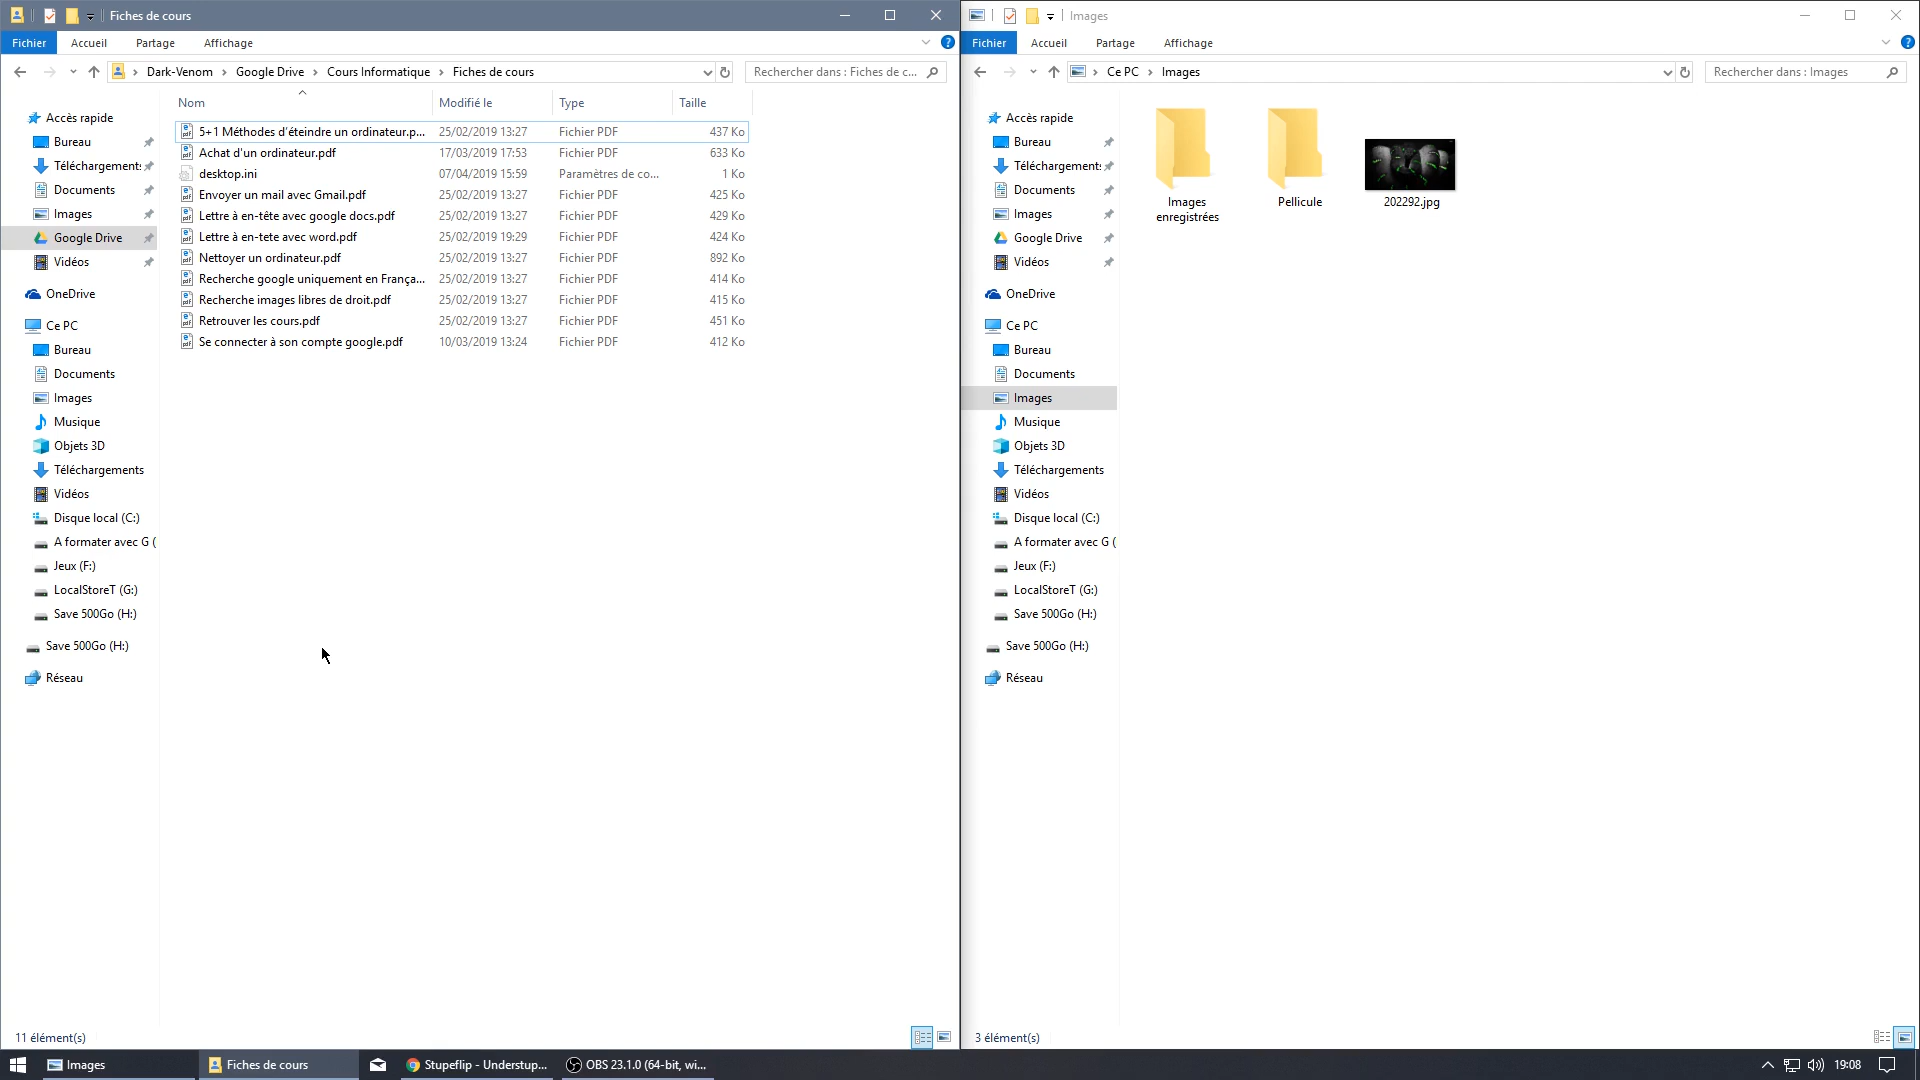 Fiches de cours
Fichier Accueil Partage Affichage
Dark-Venom Google Drive Cours Informatique Fiches de cours
Rechercher dans : Fiches de c...
Nom Modifié le Type Taille
5+1 Méthodes d'éteindre un ordinateur.p... 25/02/2019 13:27 Fichier PDF 437 Ko
Achat d'un ordinateur.pdf 17/03/2019 17:53 Fichier PDF 633 Ko
desktop.ini 07/04/2019 15:59 Paramètres de co... 1 Ko
Envoyer un mail avec Gmail.pdf 25/02/2019 13:27 Fichier PDF 425 Ko
Lettre à en-tête avec google docs.pdf 25/02/2019 13:27 Fichier PDF 429 Ko
Lettre à en-tete avec word.pdf 25/02/2019 19:29 Fichier PDF 424 Ko
Nettoyer un ordinateur.pdf 25/02/2019 13:27 Fichier PDF 892 Ko
Recherche google uniquement en França... 25/02/2019 13:27 Fichier PDF 414 Ko
Recherche images libres de droit.pdf 25/02/2019 13:27 Fichier PDF 415 Ko
Retrouver les cours.pdf 25/02/2019 13:27 Fichier PDF 451 Ko
Se connecter à son compte google.pdf 10/03/2019 13:24 Fichier PDF 412 Ko
Accès rapide
Bureau
Téléchargements
Documents
Images
Google Drive
Vidéos
OneDrive
Ce PC
Bureau
Documents
Images
Musique
Objets 3D
Téléchargements
Vidéos
Disque local (C:)
A formater avec G (
Jeux (F:)
LocalStoreT (G:)
Save 500Go (H:)
Save 500Go (H:)
Réseau
11 élément(s)
Images
Fichier Accueil Partage Affichage
Ce PC Images
Rechercher dans : Images
Accès rapide
Bureau
Téléchargements
Documents
Images
Google Drive
Vidéos
OneDrive
Ce PC
Bureau
Documents
Images
Musique
Objets 3D
Téléchargements
Vidéos
Disque local (C:)
A formater avec G (
Jeux (F:)
LocalStoreT (G:)
Save 500Go (H:)
Save 500Go (H:)
Réseau
Images
enregistrées
Pellicule
202292.jpg
3 élément(s)
Images Fiches de cours Stupeflip - Understup... OBS 23.1.0 (64-bit, wi... 19:08